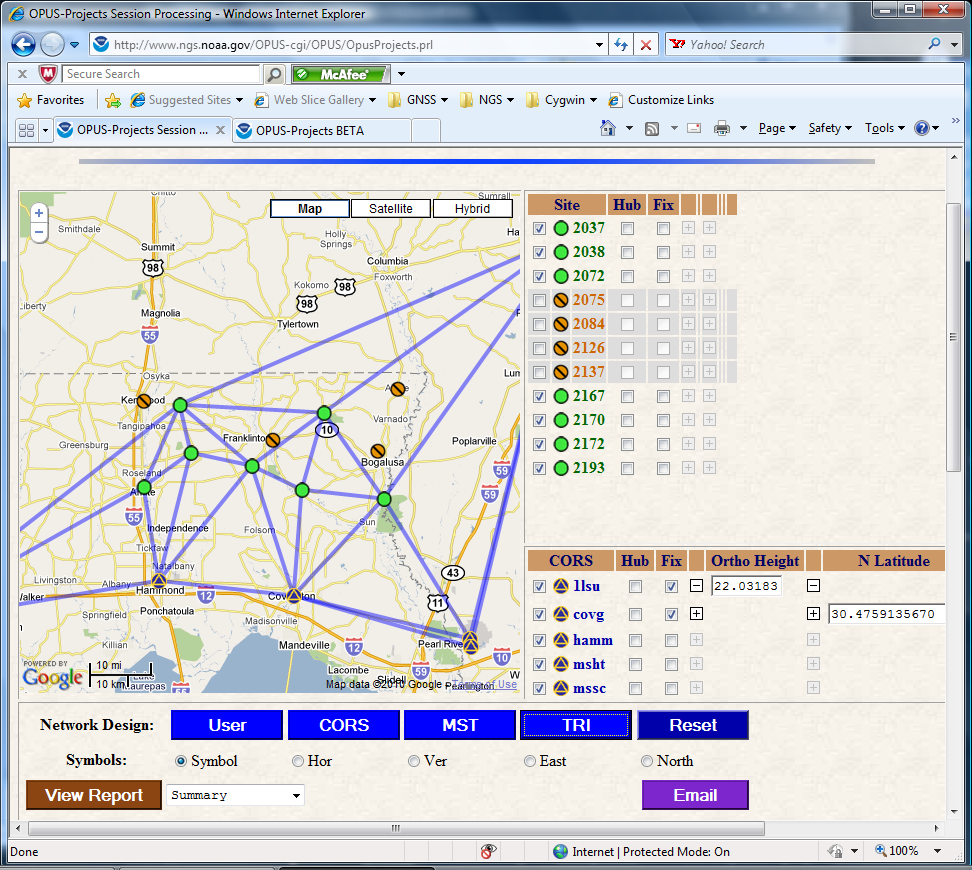 OPUS-Projects Session Processing - Windows Internet Explorer
http://www.ngs.noaa.gov/OPUS-cgi/OPUS/OpusProjects.prl
Yahoo! Search
Secure Search
McAfee
Favorites Suggested Sites Web Slice Gallery GNSS NGS Cygwin Customize Links
OPUS-Projects Session ... OPUS-Projects BETA
Page Safety Tools
Map Satellite Hybrid
Sumrall
Smithdale
Holly Springs
Summit
98
Columbia
Foxworth
Kokomo
98
98
Liberty
Magnolia
Tylertown
55
Osyka
Lum
Tangipahoa
Varnado
Franklinton
10
Greensburg
Poplarville
Bogalusa
Roseland
59
59
55
Sun
Independence
Folsom
Tickfaw
Natalbany
Livingston
Albany
Hammond
43
Walker
12
Ponchatoula
11
Springfield
Madisonville
Pearl River
Killian
Mandeville
12
10
Lacombe
59
Slidell
Pearlington
55
POWERED BY
Google
10 mi
10 km
Map data ©2010 Google
Terms of Use
Site Hub Fix
2037
2038
2072
2075
2084
2126
2137
2167
2170
2172
2193
CORS Hub Fix Ortho Height N Latitude
1lsu 22.03183
covg 30.4759135670
hamm
msht
mssc
Network Design: User CORS MST TRI Reset
Symbols: Symbol Hor Ver East North
View Report Summary Email
Done Internet | Protected Mode: On 100%